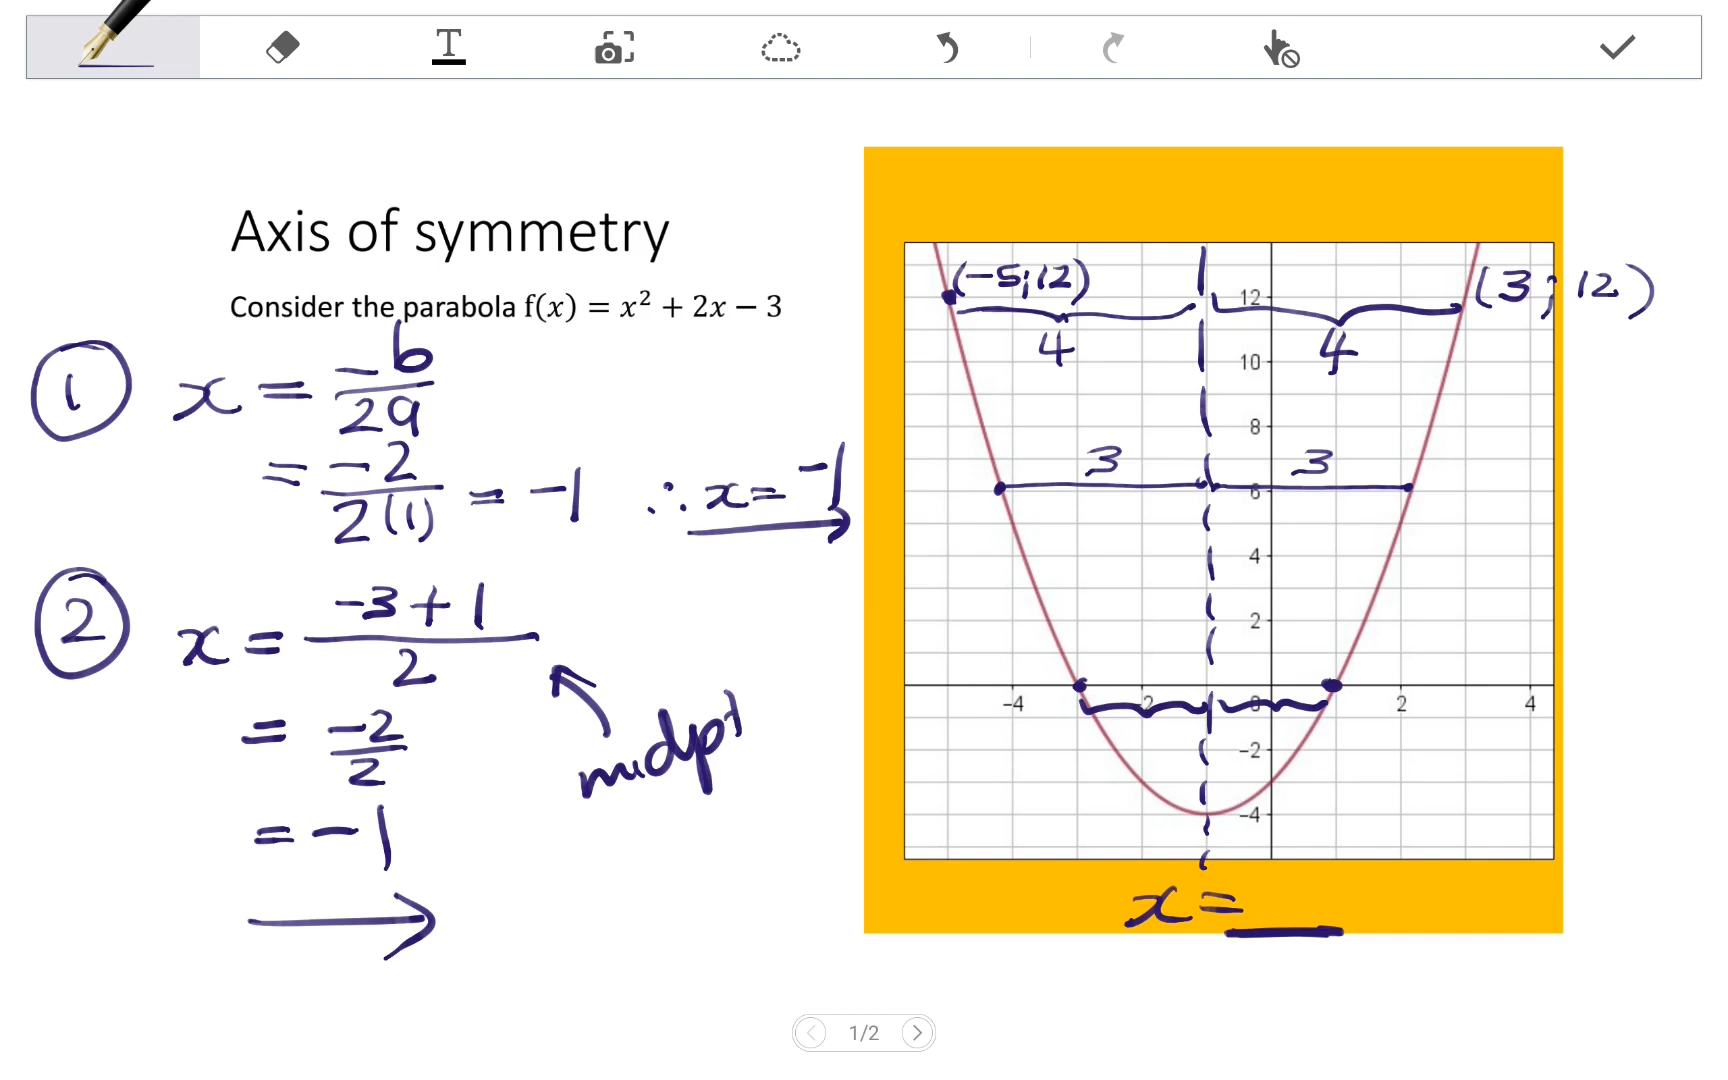 T
Axis of symmetry
Consider the parabola f(x) = x² + 2x − 3
① x = -b/2a
= -2/2(1) = -1 ∴ x = -1
② x = -3+1/2
= -2/2
midpt
= -1
(-5;12) (3;12)
4 4
3 3
12
10
8
6
4
2
-4 -2 0 2 4
-2
-4
x =
1/2